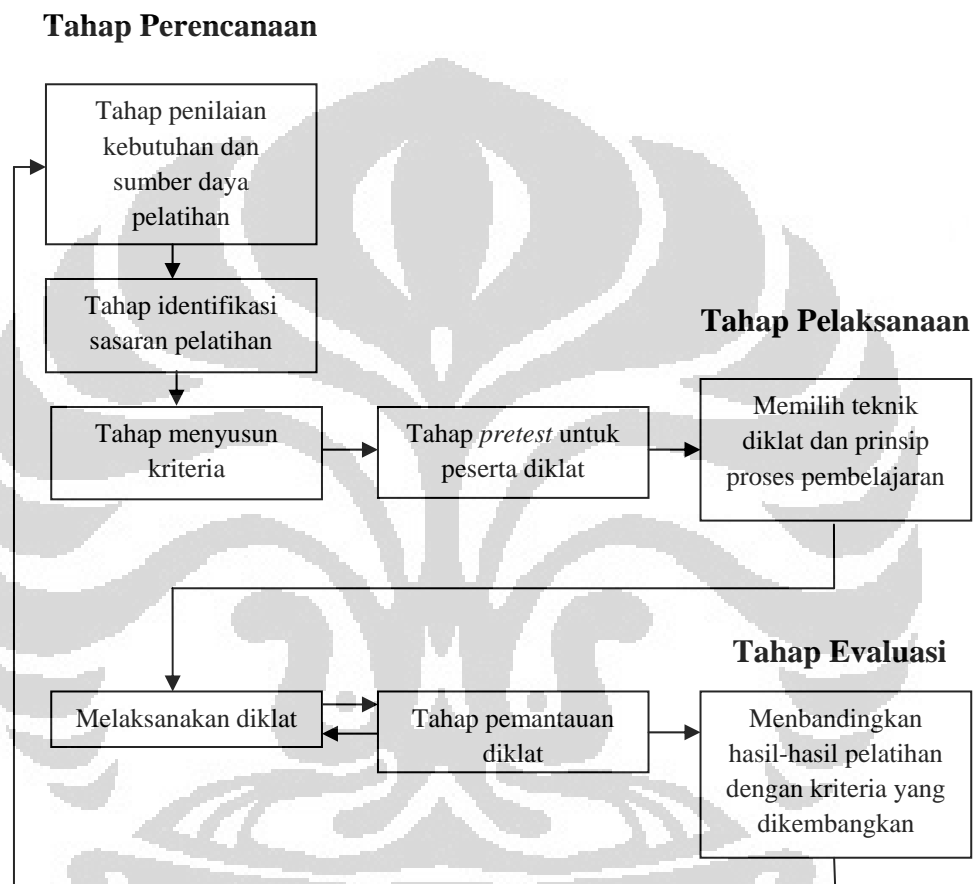 Tahap Perencanaan
Tahap penilaian
kebutuhan dan
sumber daya
pelatihan
Tahap identifikasi
sasaran pelatihan
Tahap menyusun
kriteria
Tahap pretest untuk
peserta diklat
Tahap Pelaksanaan
Memilih teknik
diklat dan prinsip
proses pembelajaran
Melaksanakan diklat
Tahap pemantauan
diklat
Tahap Evaluasi
Menbandingkan
hasil-hasil pelatihan
dengan kriteria yang
dikembangkan